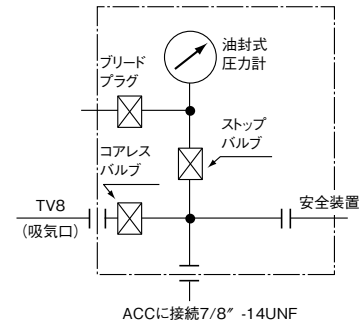 油封式
圧力計
ブリード
プラグ
ストップ
バルブ
コアレス
バルブ
TV8
(吸気口)
安全装置
ACCに接続7/8″ -14UNF